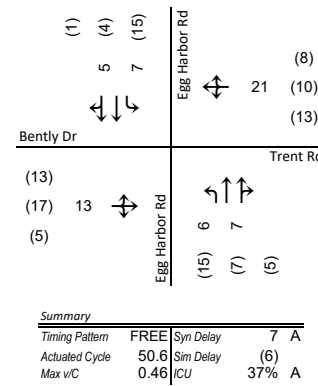 (1) (4) (15)
5 7
Egg Harbor Rd
21
(8)
(10)
(13)
Bently Dr
Trent Rd
(13)
(17) 13
(5)
Egg Harbor Rd
6 7
(15) (7) (5)
Summary
Timing Pattern FREE Syn Delay 7 A
Actuated Cycle 50.6 Sim Delay (6)
Max v/C 0.46 ICU 37% A